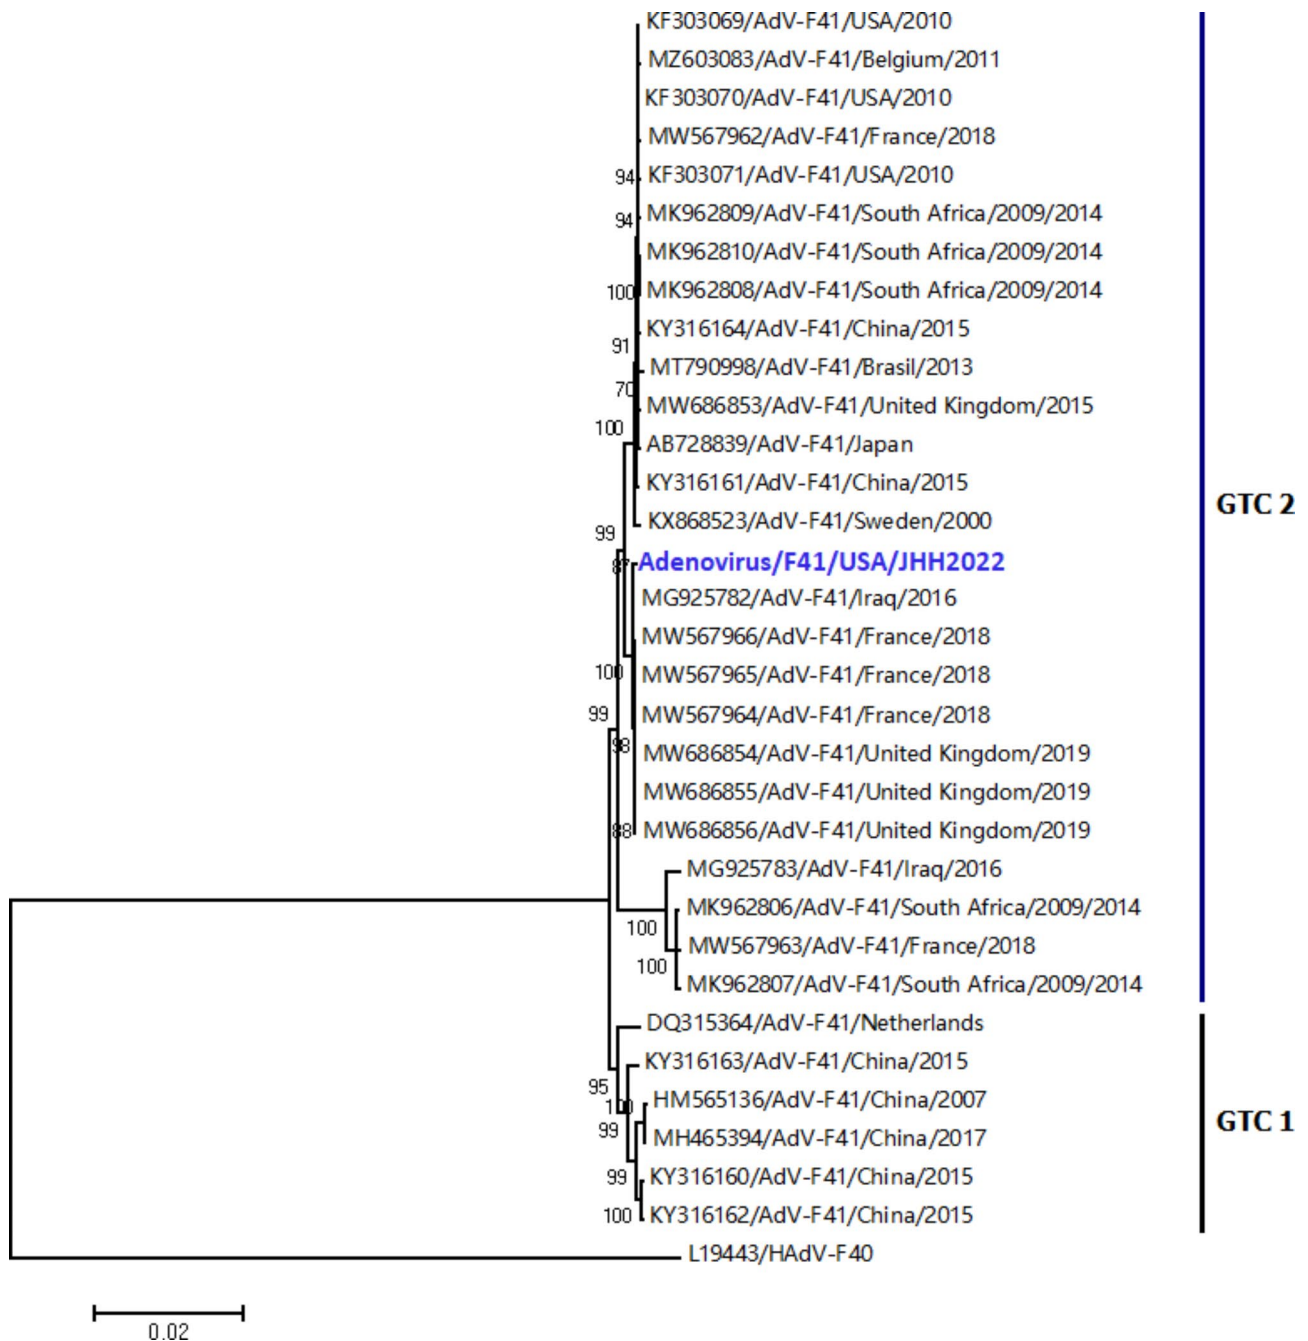 KF303069/AdV-F41/USA/2010
MZ603083/AdV-F41/Belgium/2011
KF303070/AdV-F41/USA/2010
MW567962/AdV-F41/France/2018
94 KF303071/AdV-F41/USA/2010
94 MK962809/AdV-F41/South Africa/2009/2014
MK962810/AdV-F41/South Africa/2009/2014
100 MK962808/AdV-F41/South Africa/2009/2014
KY316164/AdV-F41/China/2015
91
MT790998/AdV-F41/Brasil/2013
70
MW686853/AdV-F41/United Kingdom/2015
100
AB728839/AdV-F41/Japan
KY316161/AdV-F41/China/2015
GTC 2
KX868523/AdV-F41/Sweden/2000
99
87 Adenovirus/F41/USA/JHH2022
MG925782/AdV-F41/Iraq/2016
MW567966/AdV-F41/France/2018
100 MW567965/AdV-F41/France/2018
99 MW567964/AdV-F41/France/2018
98 MW686854/AdV-F41/United Kingdom/2019
MW686855/AdV-F41/United Kingdom/2019
88 MW686856/AdV-F41/United Kingdom/2019
MG925783/AdV-F41/Iraq/2016
MK962806/AdV-F41/South Africa/2009/2014
100
MW567963/AdV-F41/France/2018
100
MK962807/AdV-F41/South Africa/2009/2014
DQ315364/AdV-F41/Netherlands
KY316163/AdV-F41/China/2015
95
100 HM565136/AdV-F41/China/2007
GTC 1
99 MH465394/AdV-F41/China/2017
99 KY316160/AdV-F41/China/2015
100 KY316162/AdV-F41/China/2015
L19443/HAdV-F40
0.02